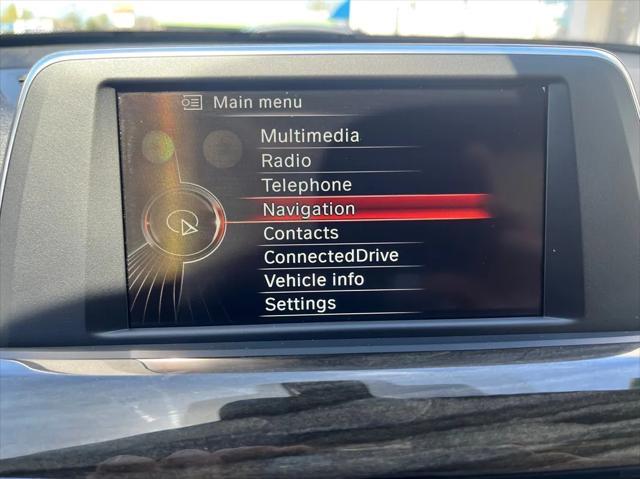 Main menu
Multimedia
Radio
Telephone
Navigation
Contacts
ConnectedDrive
Vehicle info
Settings